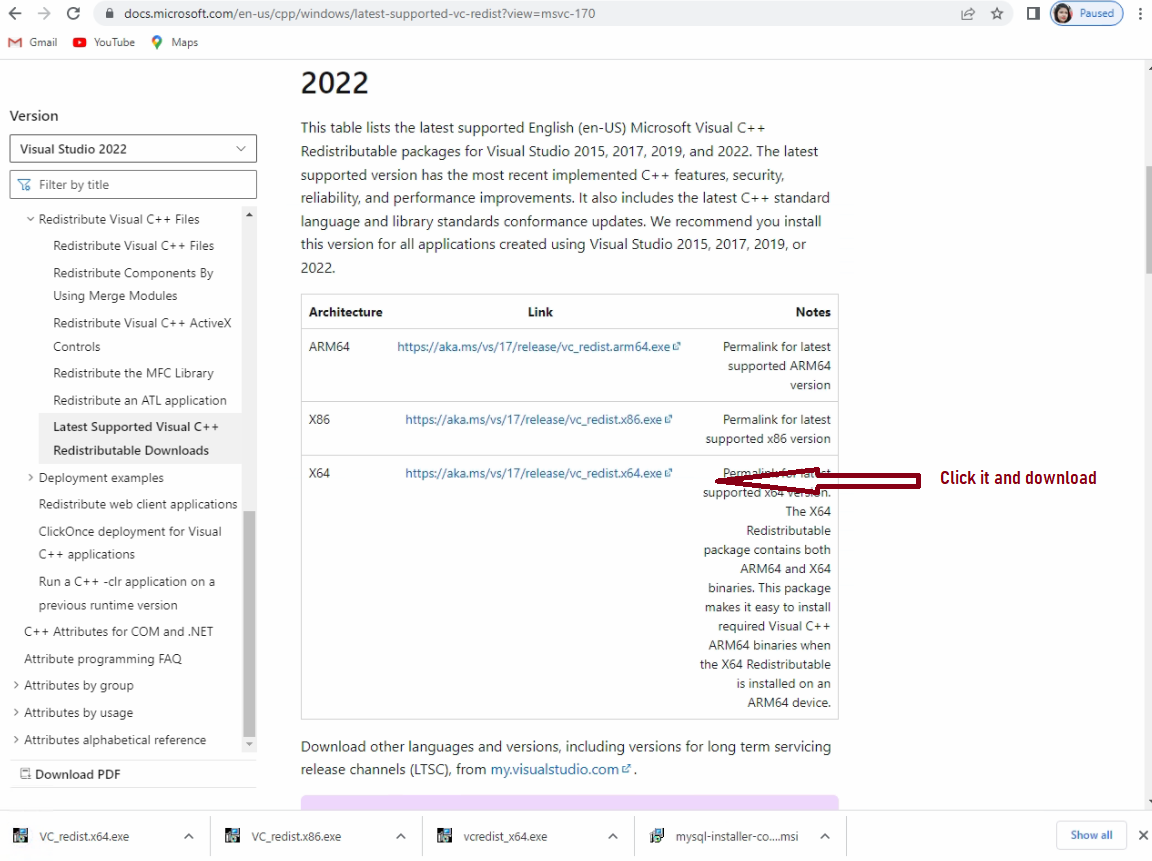 docs.microsoft.com/en-us/cpp/windows/latest-supported-vc-redist?view=msvc-170
Paused
Gmail
YouTube
Maps
Version
Visual Studio 2022
Filter by title
Redistribute Visual C++ Files
Redistribute Visual C++ Files
Redistribute Components By
Using Merge Modules
Redistribute Visual C++ ActiveX
Controls
Redistribute the MFC Library
Redistribute an ATL application
Latest Supported Visual C++
Redistributable Downloads
Deployment examples
Redistribute web client applications
ClickOnce deployment for Visual
C++ applications
Run a C++ -clr application on a
previous runtime version
C++ Attributes for COM and .NET
Attribute programming FAQ
Attributes by group
Attributes by usage
Attributes alphabetical reference
Download PDF
2022
This table lists the latest supported English (en-US) Microsoft Visual C++
Redistributable packages for Visual Studio 2015, 2017, 2019, and 2022. The latest
supported version has the most recent implemented C++ features, security,
reliability, and performance improvements. It also includes the latest C++ standard
language and library standards conformance updates. We recommend you install
this version for all applications created using Visual Studio 2015, 2017, 2019, or
2022.
Architecture Link Notes
ARM64 https://aka.ms/vs/17/release/vc_redist.arm64.exe Permalink for latest
supported ARM64
version
X86 https://aka.ms/vs/17/release/vc_redist.x86.exe Permalink for latest
supported x86 version
X64 https://aka.ms/vs/17/release/vc_redist.x64.exe Permalink for latest
supported x64 version.
The X64
Redistributable
package contains both
ARM64 and X64
binaries. This package
makes it easy to install
required Visual C++
ARM64 binaries when
the X64 Redistributable
is installed on an
ARM64 device.
Click it and download
Download other languages and versions, including versions for long term servicing
release channels (LTSC), from my.visualstudio.com .
VC_redist.x64.exe
VC_redist.x86.exe
vcredist_x64.exe
mysql-installer-co....msi
Show all